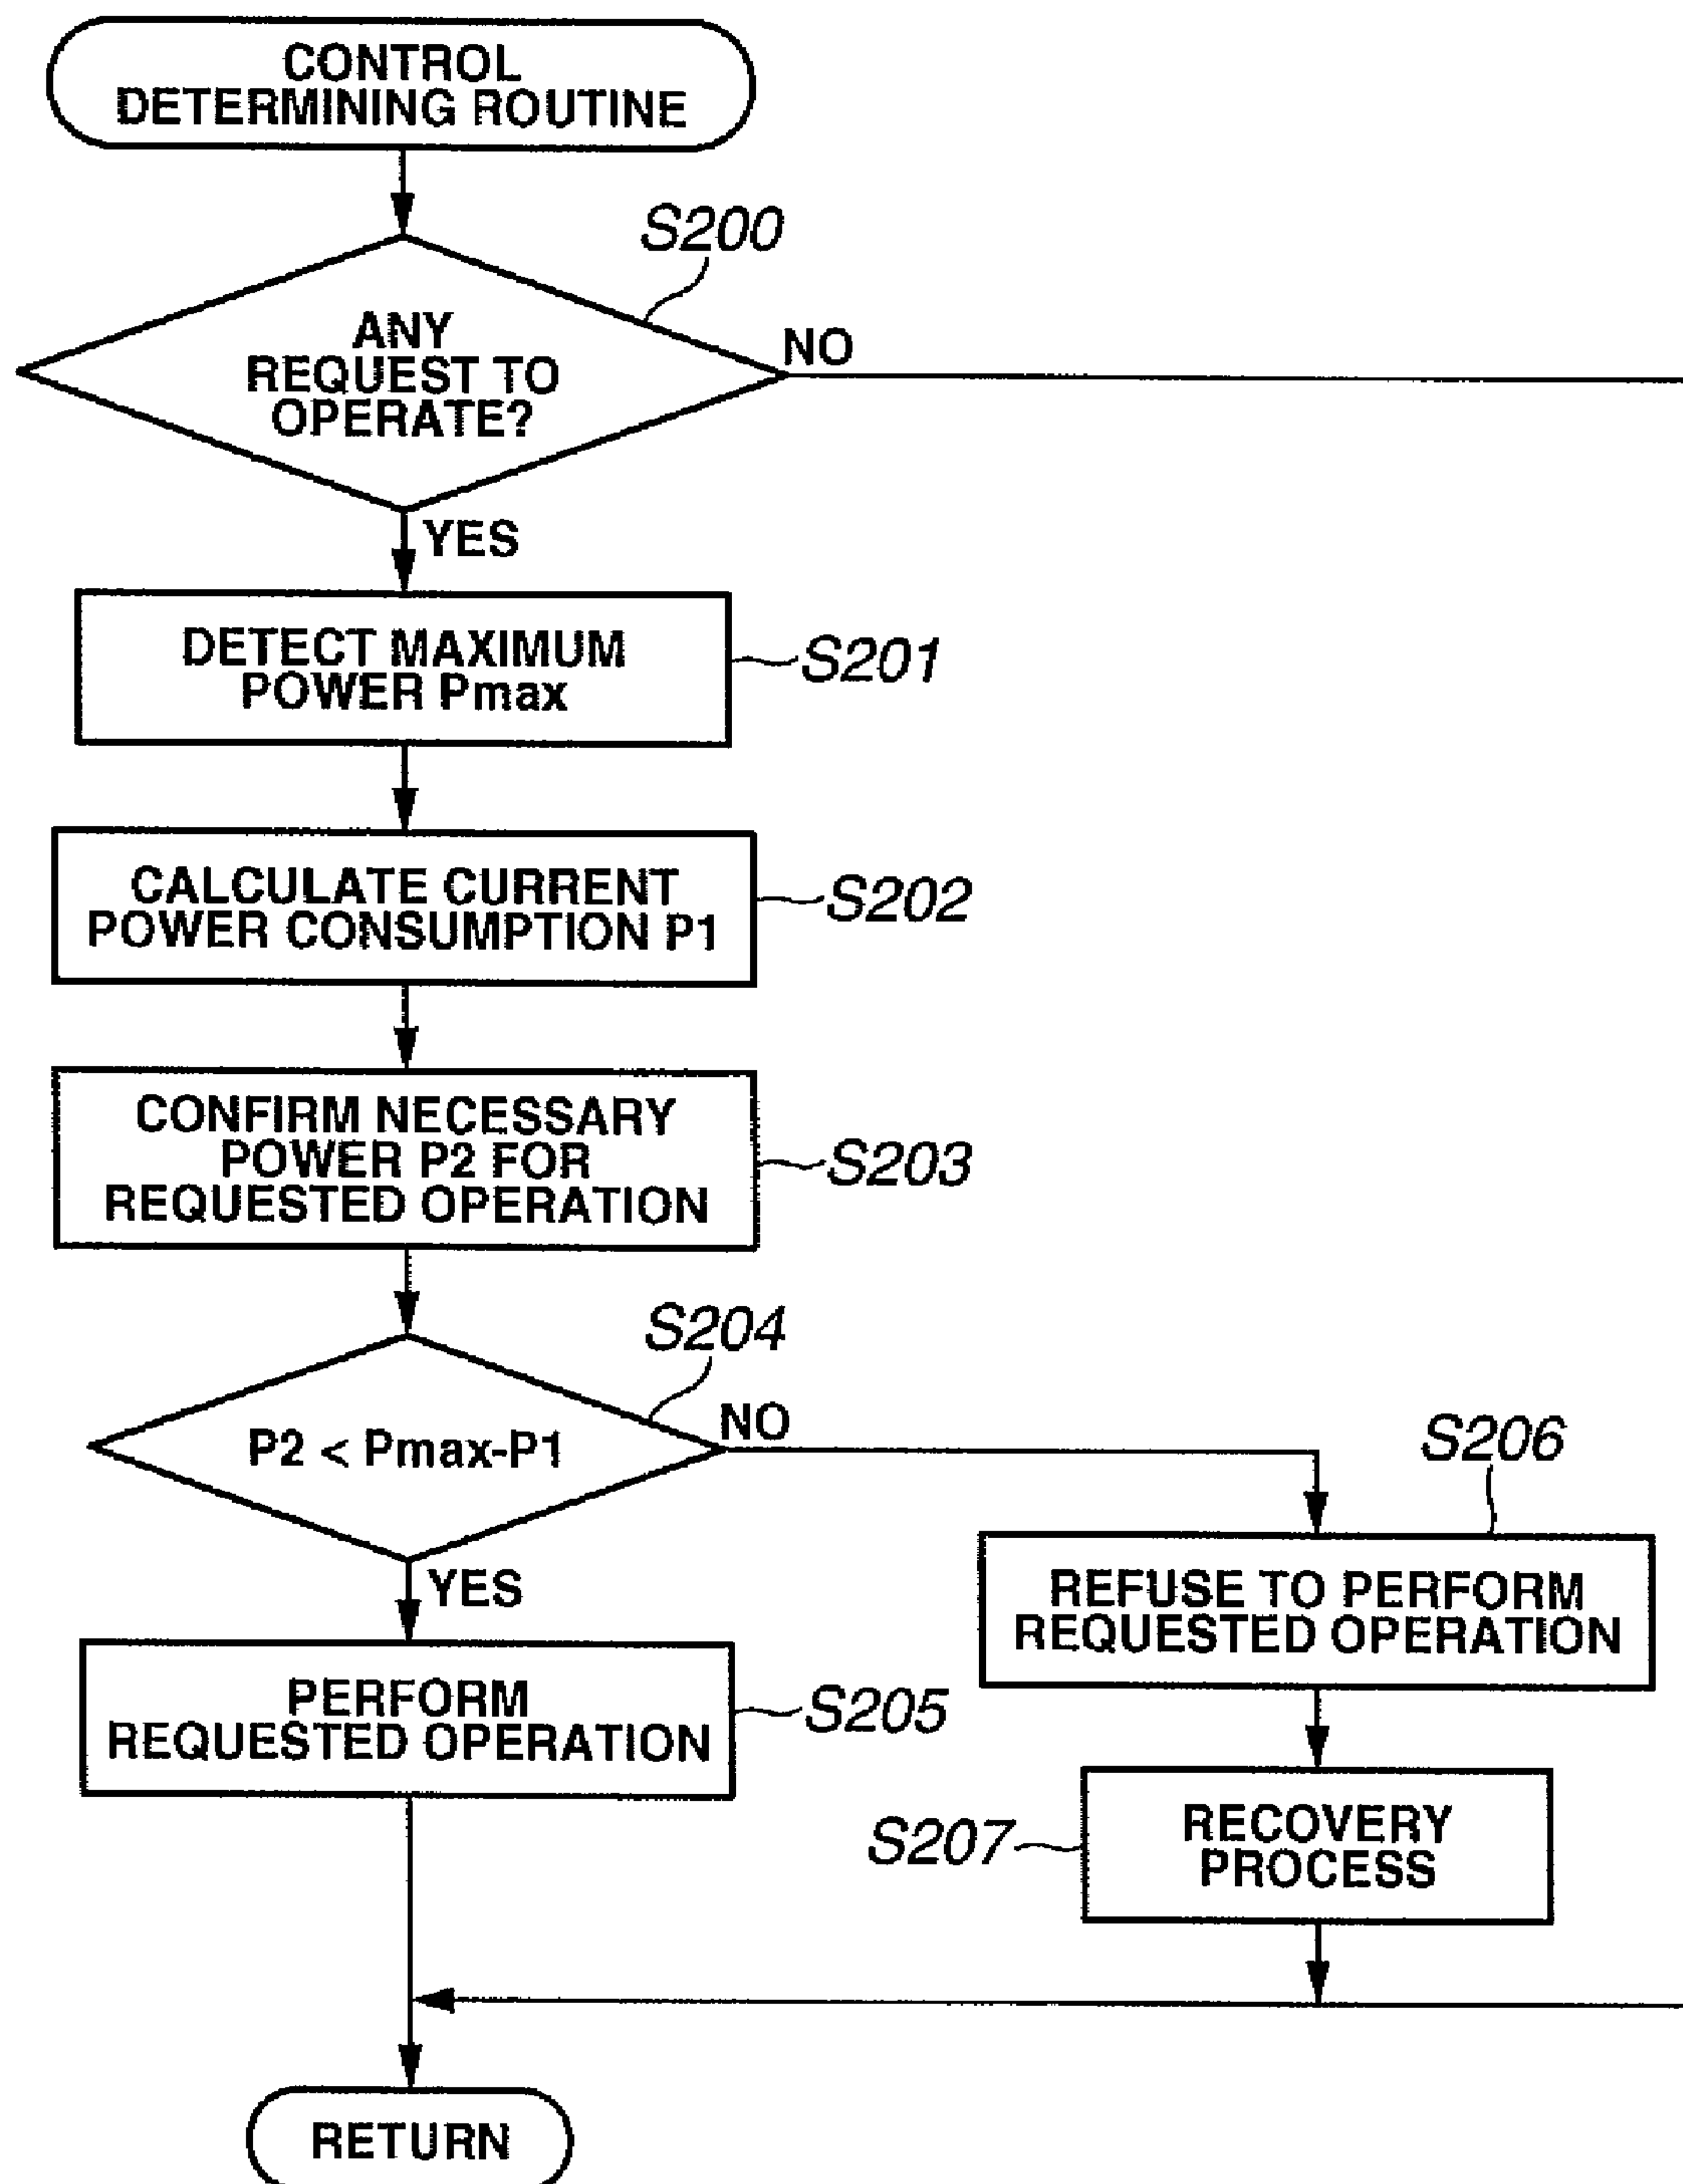 CONTROL
DETERMINING ROUTINE
S200
ANY
REQUEST TO
OPERATE?
NO
YES
DETECT MAXIMUM
POWER Pmax
S201
CALCULATE CURRENT
POWER CONSUMPTION P1
S202
CONFIRM NECESSARY
POWER P2 FOR
REQUESTED OPERATION
S203
S204
P2 < Pmax-P1
NO
YES
S206
REFUSE TO PERFORM
REQUESTED OPERATION
PERFORM
REQUESTED OPERATION
S205
S207
RECOVERY
PROCESS
RETURN